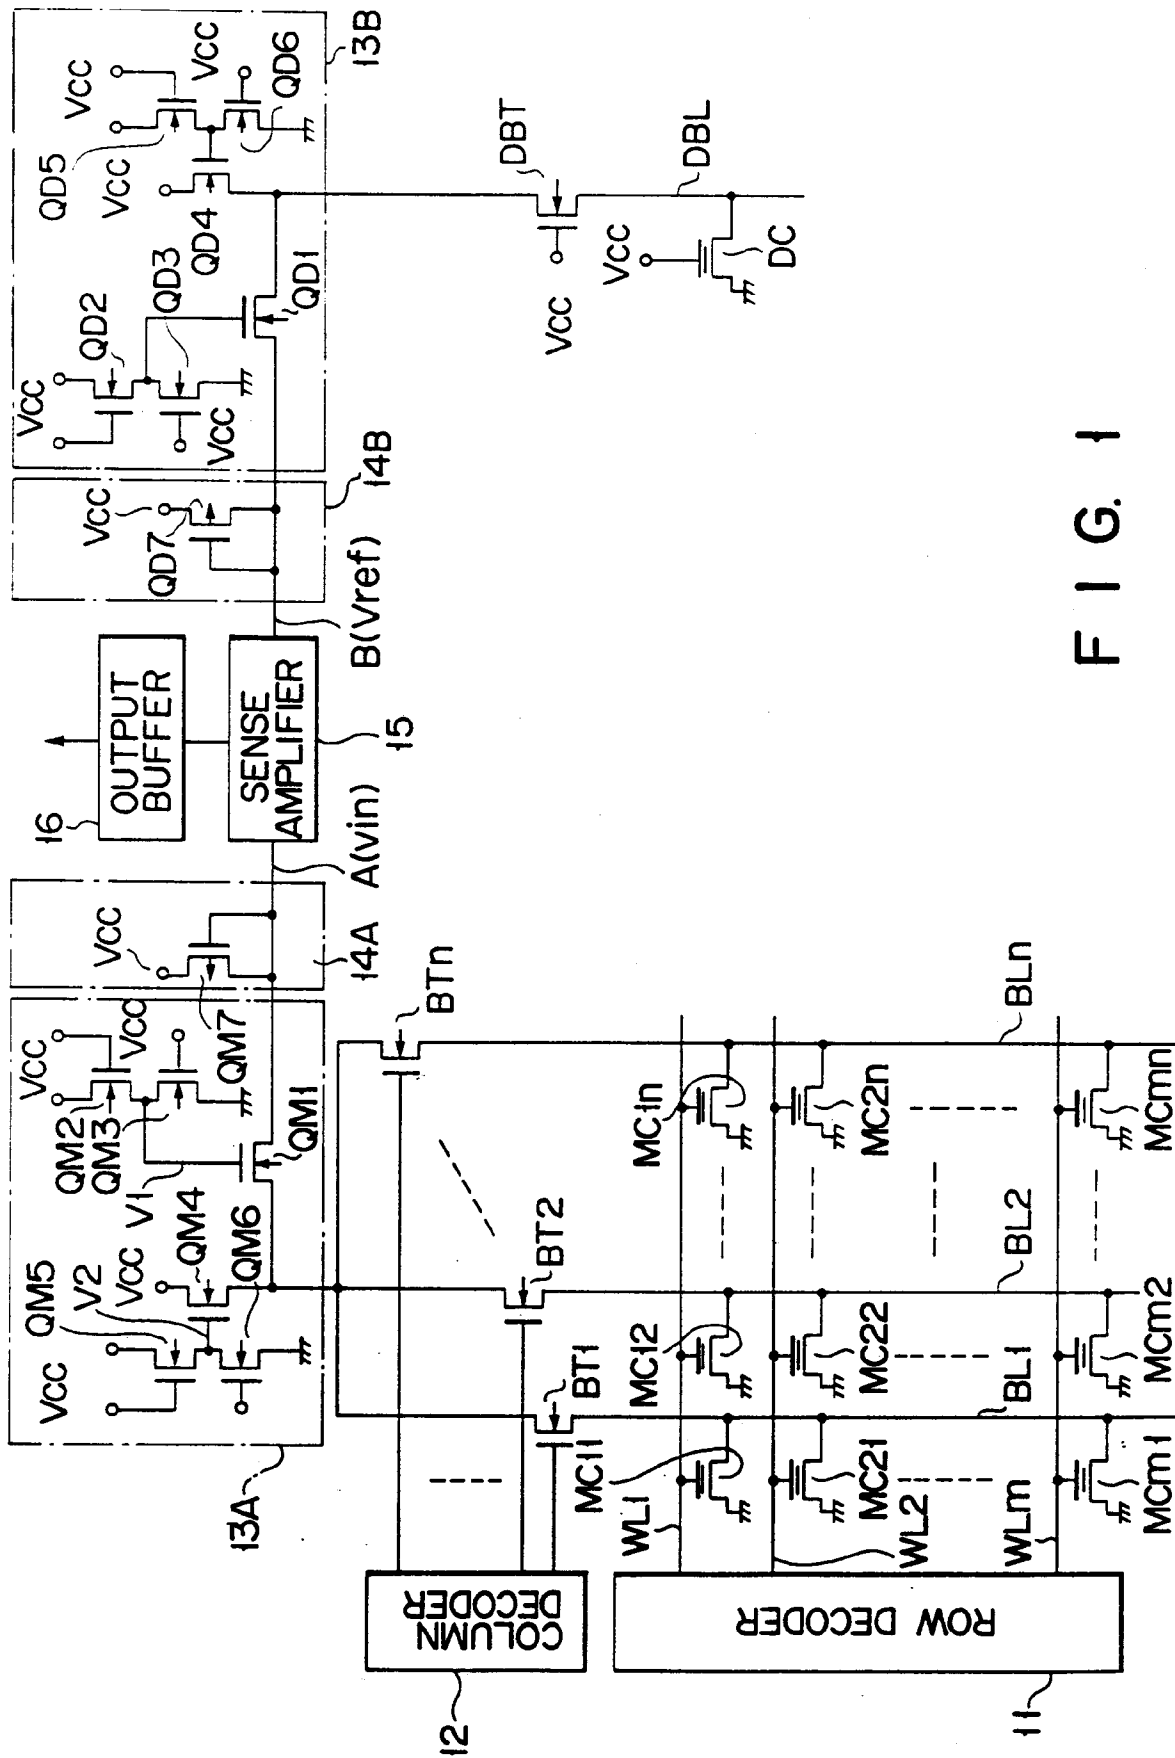 13A
VCC
QM5
V2
VCC
QM4
QM6
V1
QM3
QM2
VCC
VCC
QM7
QM1
VCC
14A
A(vin)
16
OUTPUT
BUFFER
SENSE
AMPLIFIER
15
B(Vref)
14B
VCC
QD7
VCC
VCC
QD2
QD3
QD1
QD5
VCC
QD4
VCC
VCC
QD6
13B
12
COLUMN
DECODER
BT1
BT2
BTn
VCC
DBT
VCC
DBL
DC
11
ROW DECODER
WL1
WL2
WLm
MC11
MC12
MC1n
MC21
MC22
MC2n
BL1
BL2
BLn
MCm1
MCm2
MCmn
FIG. 1